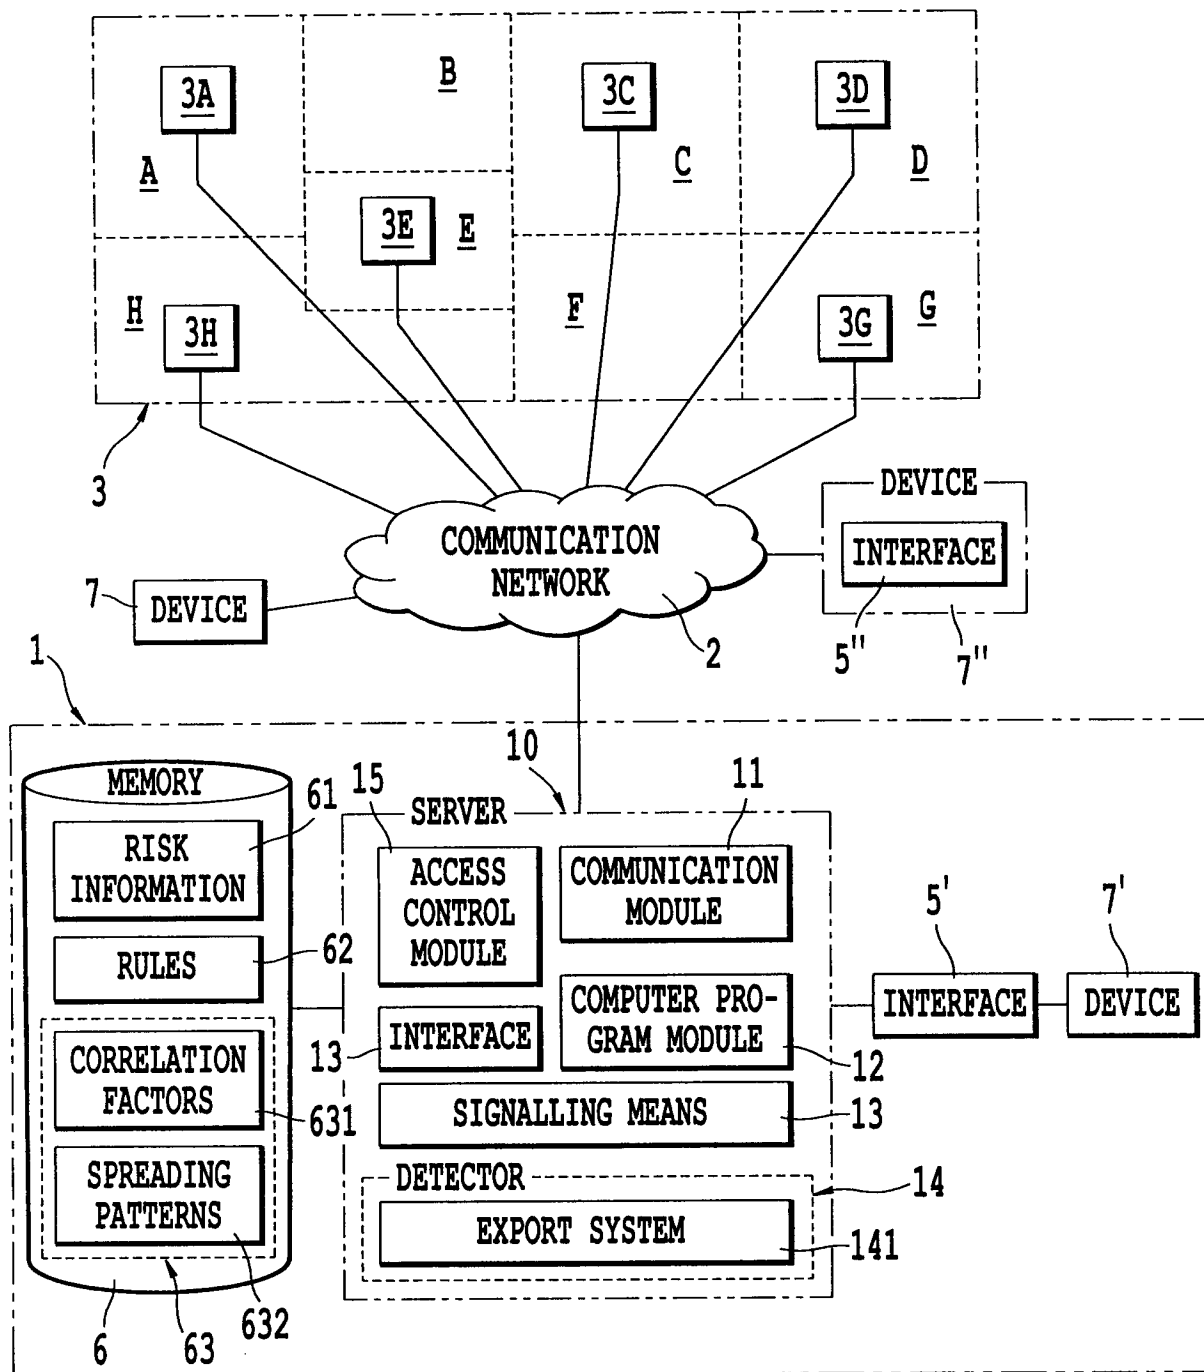 B
3A
3C
3D
A
C
D
3E
E
H
F
G
3H
3G
3
DEVICE
COMMUNICATION
NETWORK
INTERFACE
7
DEVICE
2
5"
7"
1
10
MEMORY
15
11
61
SERVER
RISK
INFORMATION
ACCESS
CONTROL
MODULE
COMMUNICATION
MODULE
5'
7'
62
RULES
COMPUTER PRO-
GRAM MODULE
INTERFACE
DEVICE
INTERFACE
13
12
CORRELATION
FACTORS
631
SIGNALLING MEANS
13
SPREADING
PATTERNS
DETECTOR
14
EXPORT SYSTEM
141
6
63
632